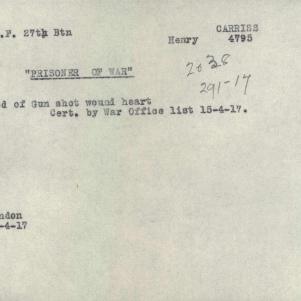 .F. 27th Btn
CARRISS
Henry 4795
"PRISONER OF WAR"
2038
291-17
d of Gun shot wound heart
Cert. by War Office list 15-4-17.
ndon
-4-17